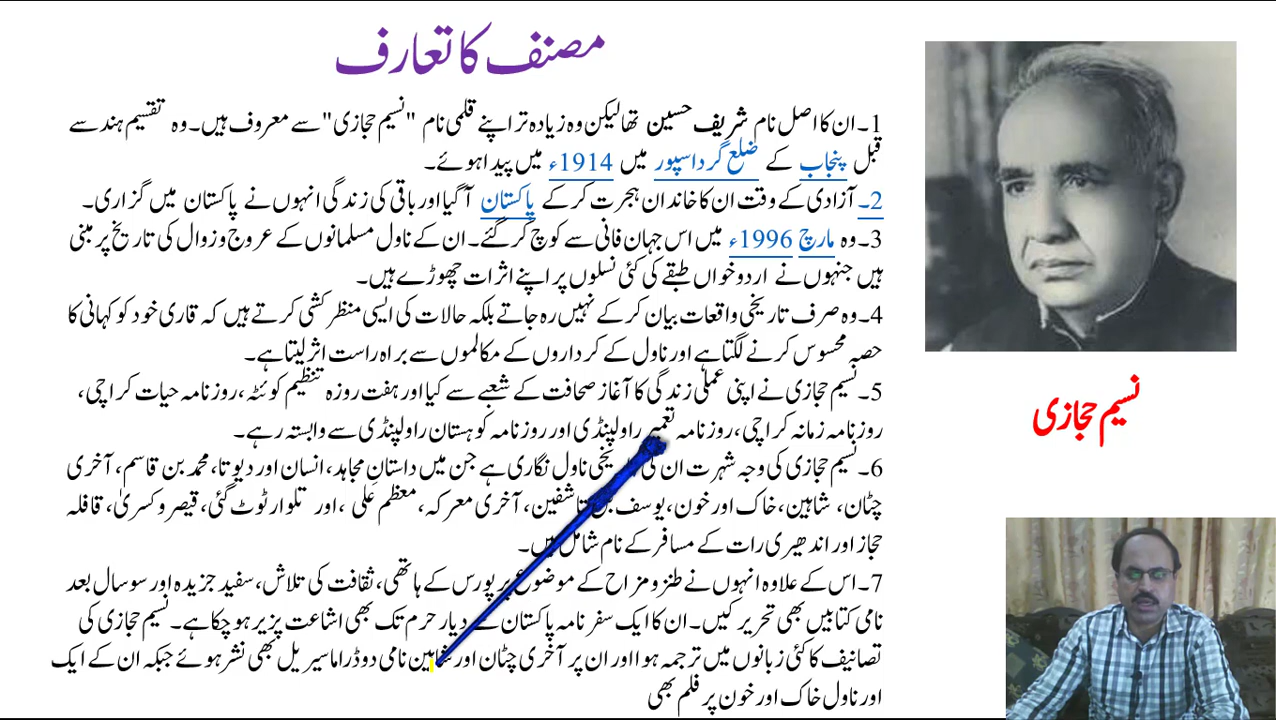 مصنف کا تعارف
1۔ان کا اصل نام شریف حسین تھا لیکن وہ زیادہ تر اپنے قلمی نام "نسیم حجازی" سے معروف ہیں۔وہ تقسیم ہند سے
قبل پنجاب کے ضلع گرداسپور میں 1914ء میں پیدا ہوئے۔
2۔ آزادی کے وقت ان کا خاندان ہجرت کر کے پاکستان آگیا اور باقی کی زندگی انہوں نے پاکستان میں گزاری۔
3۔وہ مارچ 1996ء میں اس جہان فانی سے کوچ کر گئے۔ان کے ناول مسلمانوں کے عروج و زوال کی تاریخ پر مبنی
ہیں جنہوں نے اردو خواں طبقے کی کئی نسلوں پر اپنے اثرات چھوڑے ہیں۔
4۔وہ صرف تاریخی واقعات بیان کر کے نہیں رہ جاتے بلکہ حالات کی ایسی منظر کشی کرتے ہیں کہ قاری خود کو کہانی کا
حصہ محسوس کرنے لگتا ہے اور ناول کے کرداروں کے مکالموں سے براہ راست اثر لیتا ہے۔
5۔نسیم حجازی نے اپنی عملی زندگی کا آغاز صحافت کے شعبے سے کیا اور ہفت روزہ تنظیم کوئٹہ،روزنامہ حیات کراچی،
روزنامہ زمانہ کراچی،روزنامہ تعمیر راولپنڈی اور روزنامہ کوہستان راولپنڈی سے وابستہ رہے۔
6۔نسیم حجازی کی وجہ شہرت ان کی تاریخی ناول نگاری ہے جن میں داستان مجاہد،انسان اور دیوتا،محمد بن قاسم،آخری
چٹان، شاہین،خاک اور خون،یوسف بن تاشفین،آخری معرکہ،معظم علی ،اور تلوار ٹوٹ گئی،قیصر و کسریٰ،قافلہ
حجاز اور اندھیری رات کے مسافر کے نام شامل ہیں۔
7۔اس کے علاوہ انہوں نے طنز و مزاح کے موضوع پر پورس کے ہاتھی،ثقافت کی تلاش،سفید جزیدہ اور سو سال بعد
نامی کتابیں بھی تحریر کیں۔ان کا ایک سفر نامہ پاکستان سے دیار حرم تک بھی اشاعت پزیر ہو چکا ہے۔نسیم حجازی کی
تصانیف کا کئی زبانوں میں ترجمہ ہوا اور ان پر آخری چٹان اور شاہین نامی دو ڈراما سیریل بھی نشر ہوئے جبکہ ان کے ایک
اور ناول خاک اور خون پر فلم بھی
نسیم حجازی